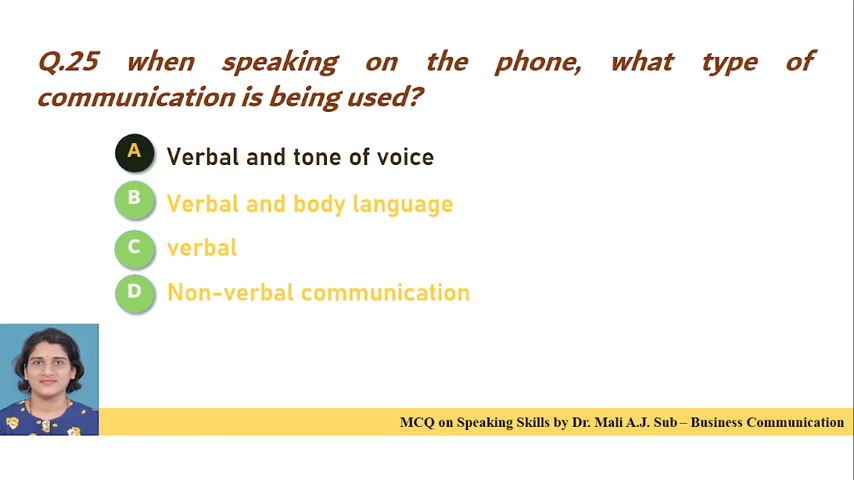 Q.25 when speaking on the phone, what type of
communication is being used?
A Verbal and tone of voice
B Verbal and body language
C verbal
D Non-verbal communication
MCQ on Speaking Skills by Dr. Mali A.J. Sub – Business Communication